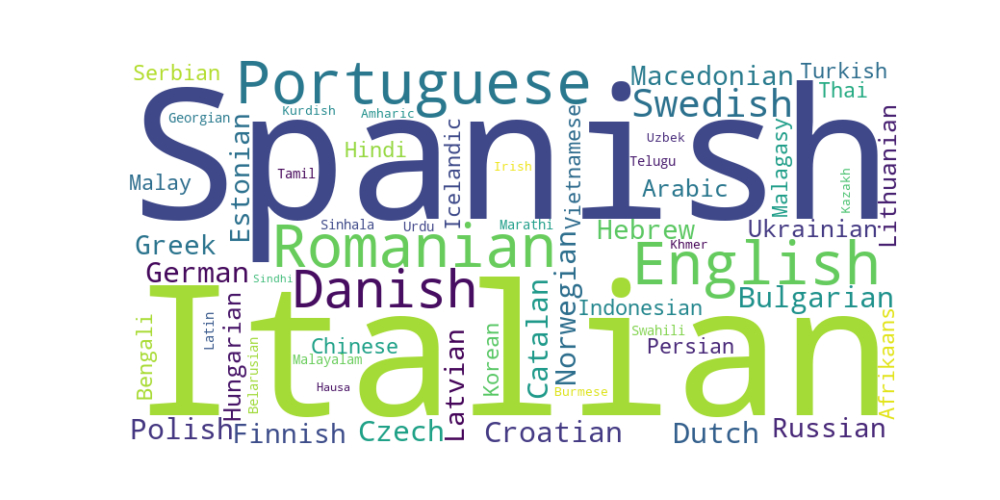 Serbian
Portuguese
Macedonian
Turkish
Spanish
Swedish
Thai
Georgian
Kurdish
Amharic
Estonian
Hindi
Icelandic
Irish
Vietnamese
Uzbek
Telugu
Malagasy
Kazakh
Lithuanian
Malay
Tamil
Arabic
Sinhala
Urdu
Marathi
Hebrew
Ukrainian
Greek
Romanian
Khmer
English
German
Sindhi
Danish
Norwegian
Indonesian
Bulgarian
Italian
Bengali
Latin
Hungarian
Belarusian
Chinese
Malayalam
Hausa
Latvian
Korean
Catalan
Burmese
Swahili
Persian
Afrikaans
Polish
Finnish
Czech
Croatian
Dutch
Russian